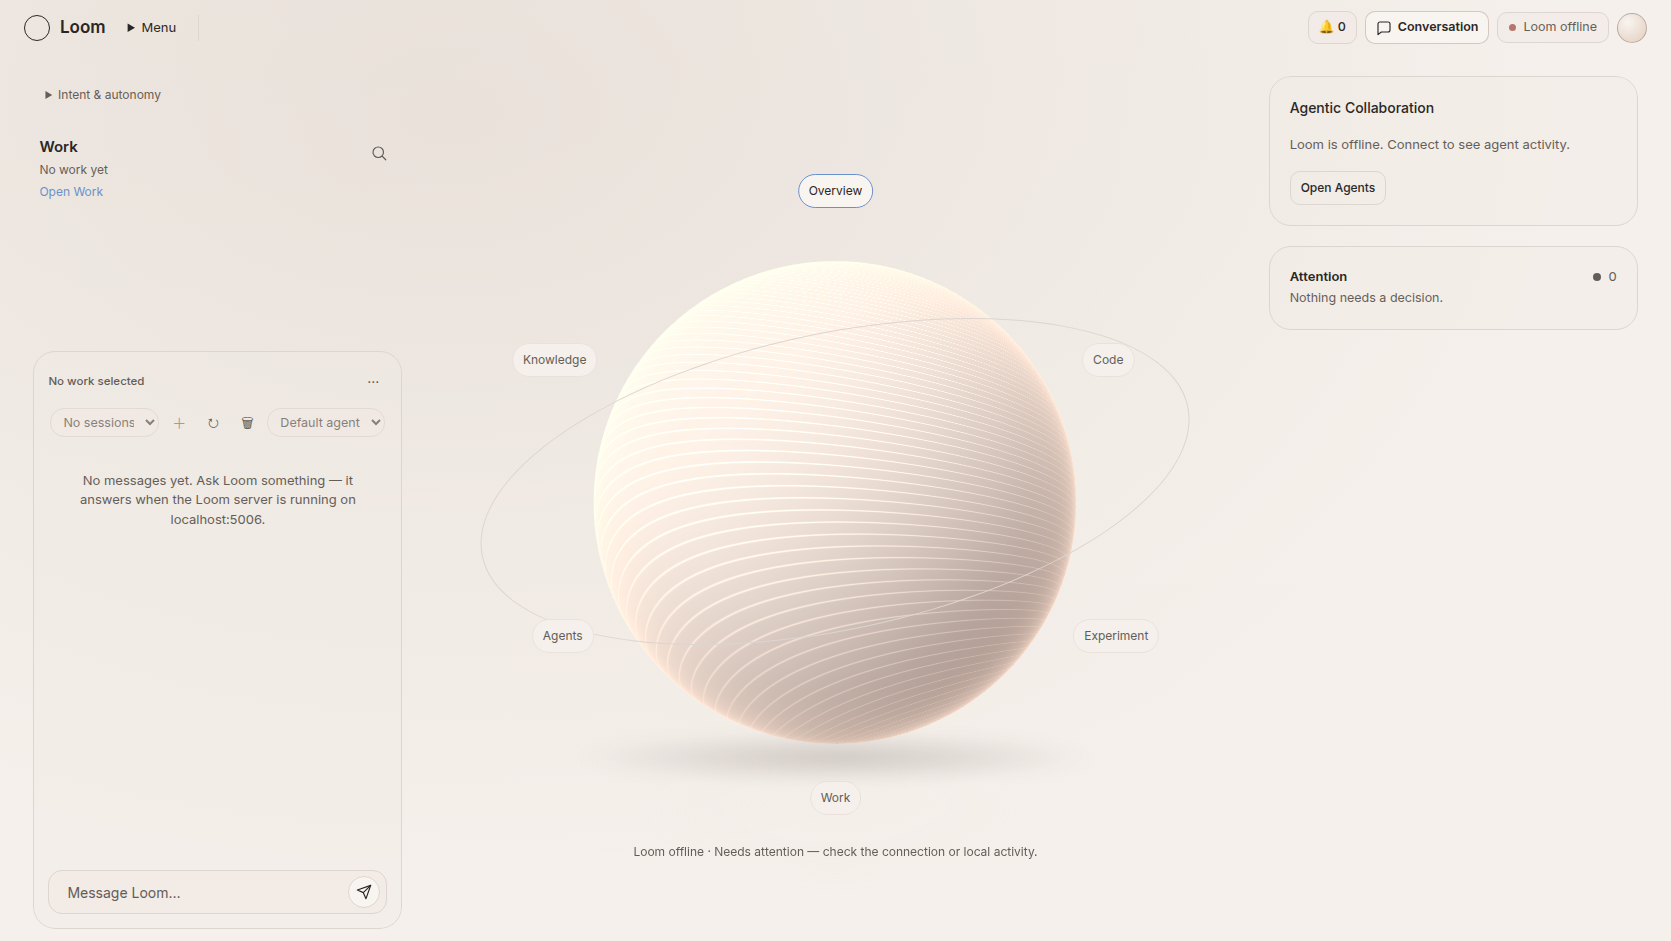 Loom
Menu
🔔 0
Conversation
Loom offline
Intent & autonomy
Work
No work yet
Open Work
No work selected
...
No sessions
Default agent
No messages yet. Ask Loom something — it
answers when the Loom server is running on
localhost:5006.
Message Loom...
Overview
Knowledge
Code
Agents
Experiment
Work
Loom offline · Needs attention — check the connection or local activity.
Agentic Collaboration
Loom is offline. Connect to see agent activity.
Open Agents
Attention
0
Nothing needs a decision.